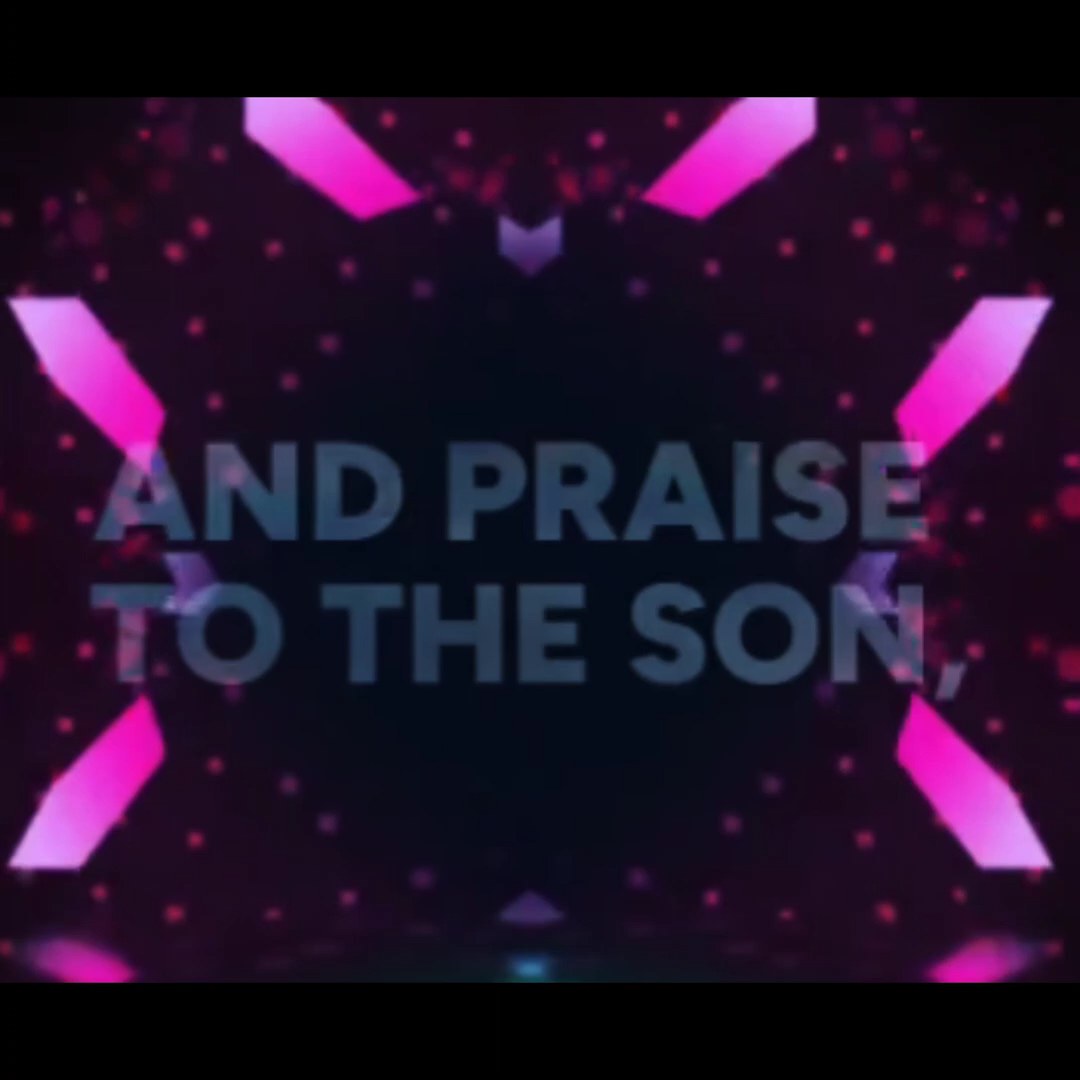 AND PRAISE
TO THE SON,